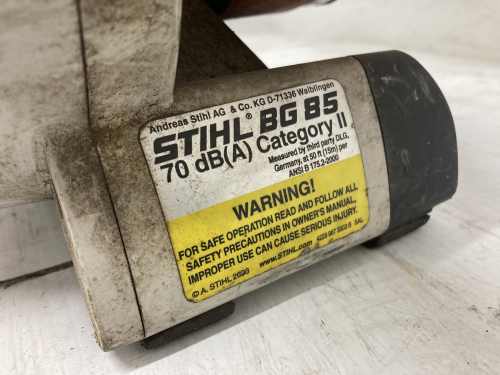 Andreas Stihl AG & Co. KG D-71336 Waiblingen
STIHL® BG 85
70 dB(A) Category II
Measured by third party DLG,
Germany, at 50 ft (15m) per
ANSI B 175.2-2000
WARNING!
FOR SAFE OPERATION READ AND FOLLOW ALL
SAFETY PRECAUTIONS IN OWNER'S MANUAL.
IMPROPER USE CAN CAUSE SERIOUS INJURY.
© A. STIHL www.STIHL.com SAL